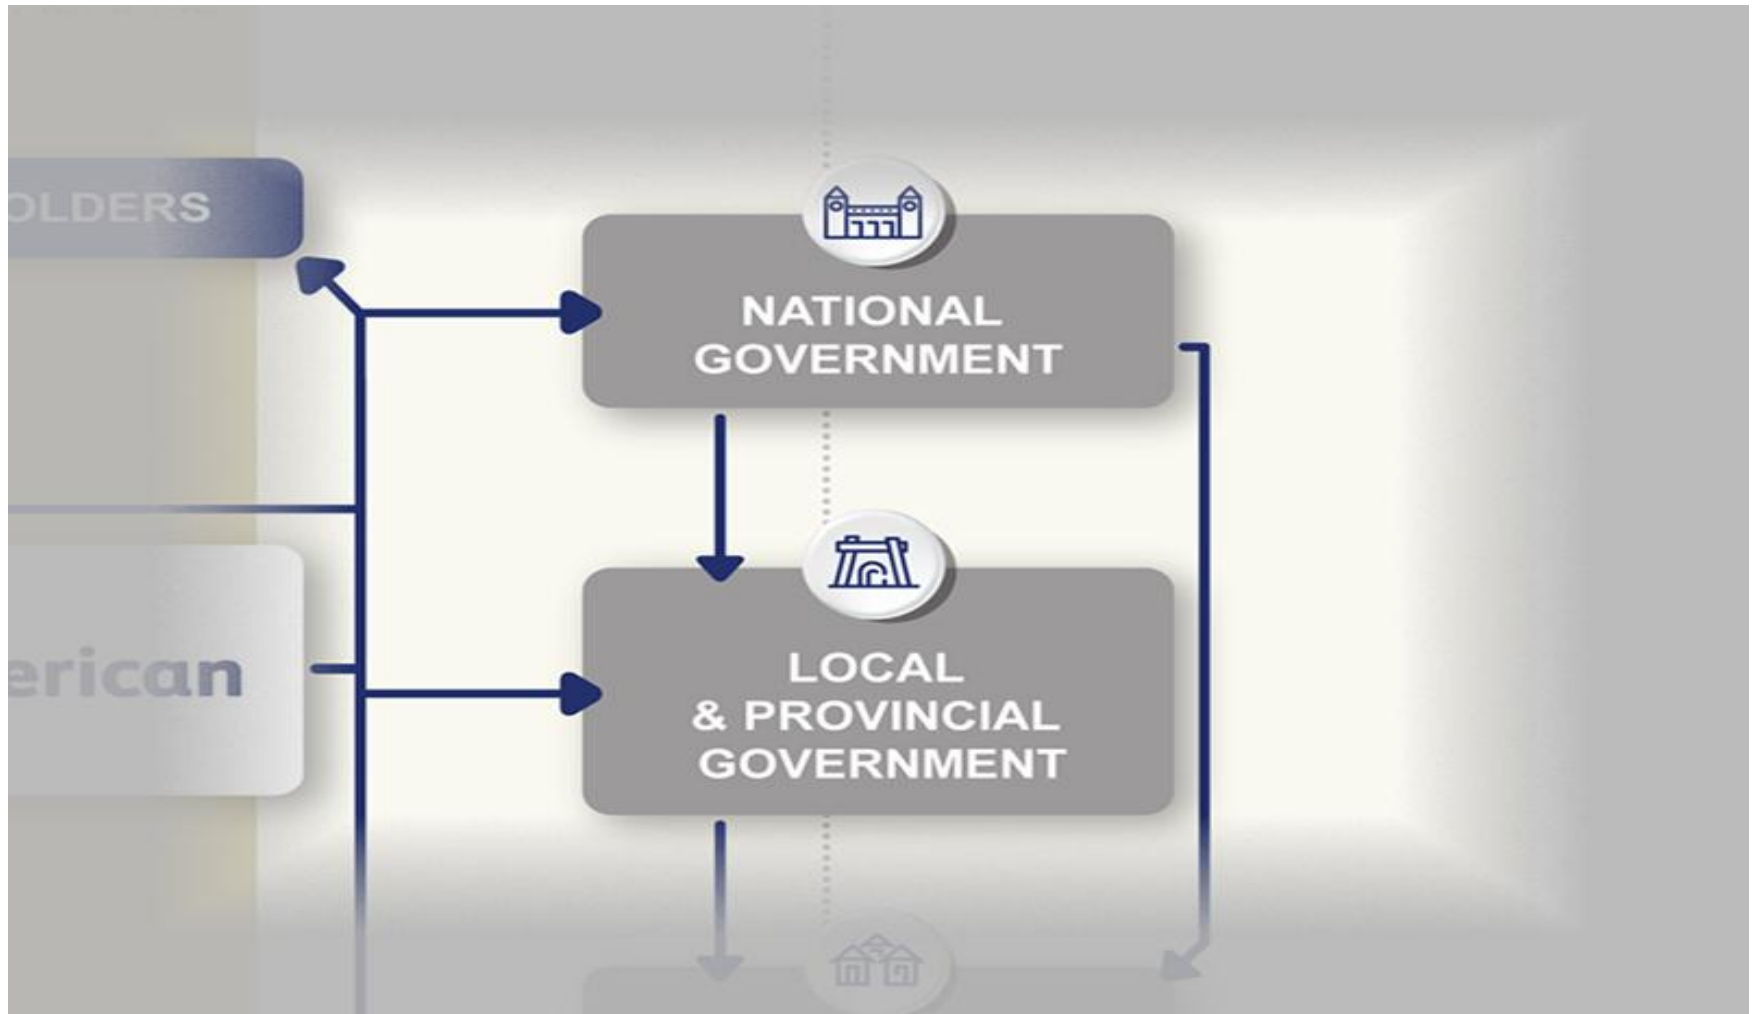 OLDERS
NATIONAL
GOVERNMENT
erican
LOCAL
& PROVINCIAL
GOVERNMENT